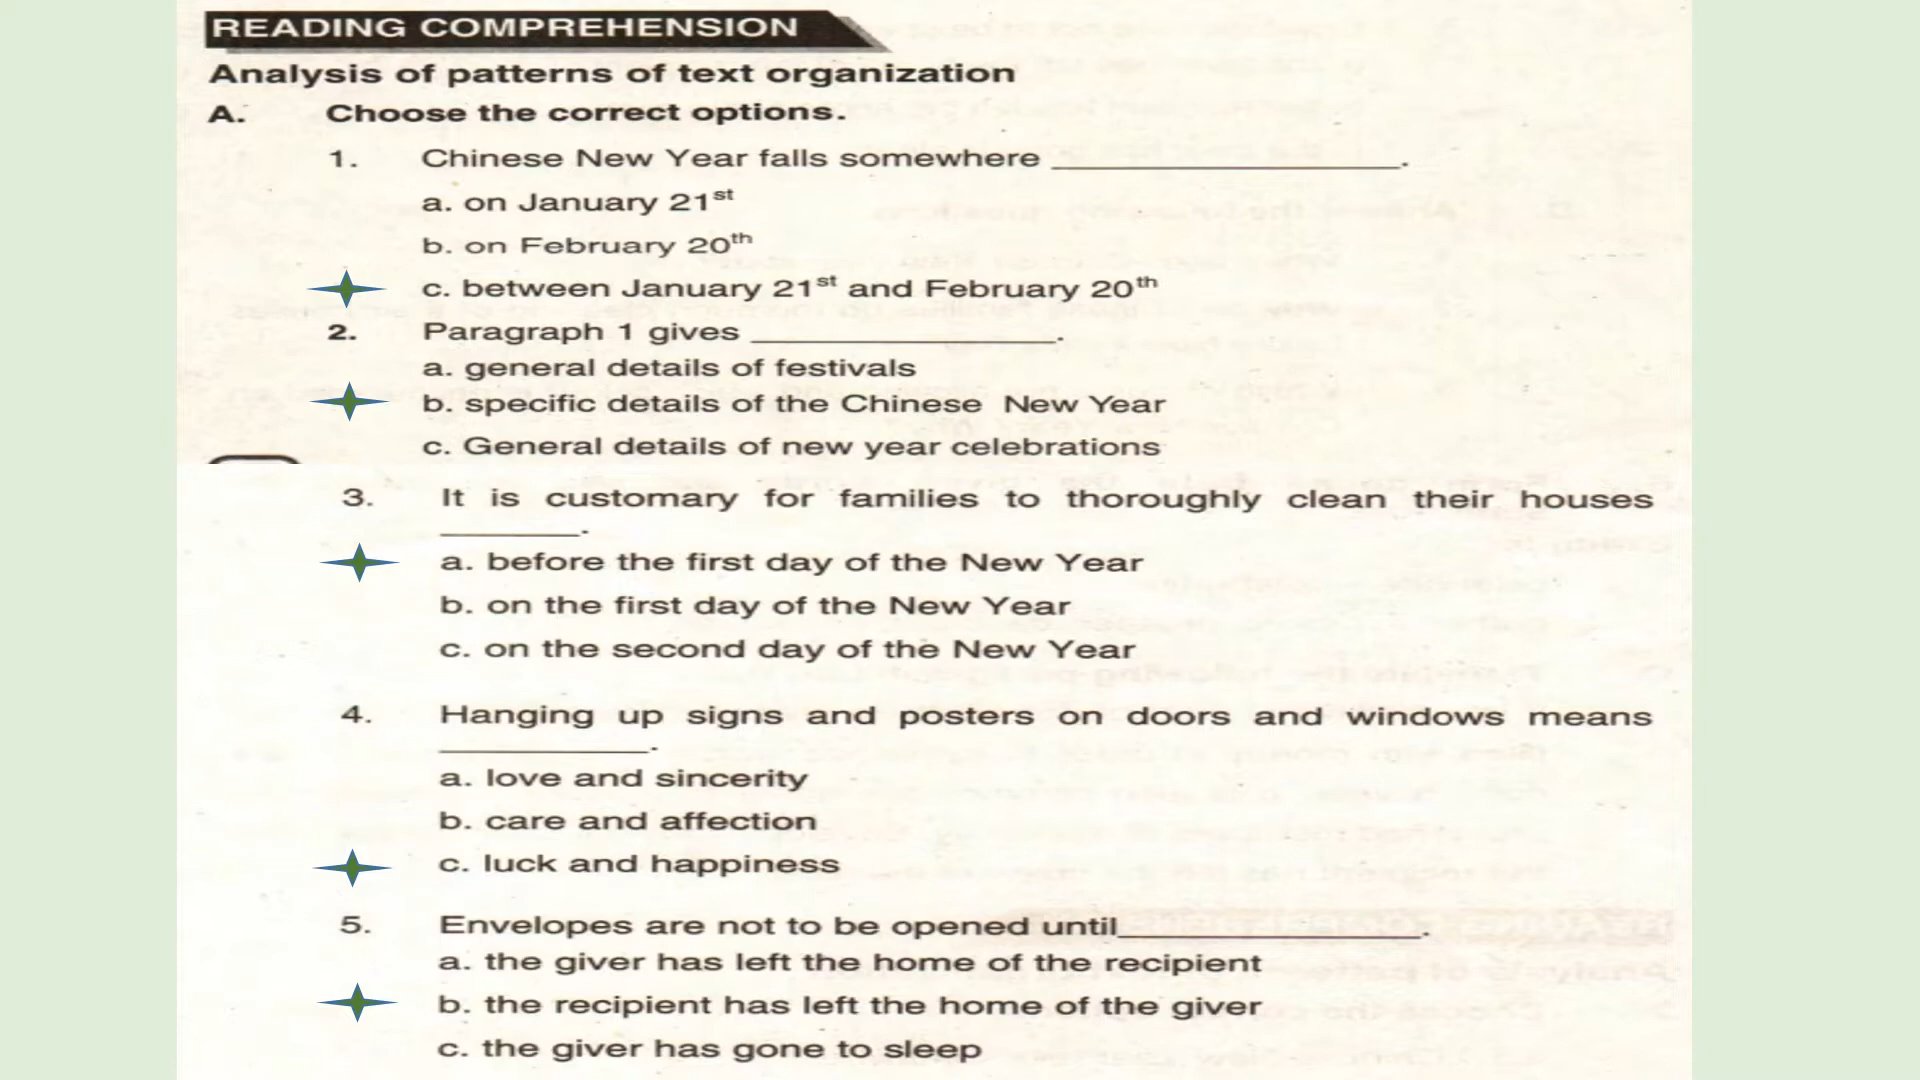 READING COMPREHENSION
Analysis of patterns of text organization
A. Choose the correct options.
1. Chinese New Year falls somewhere ____________________.
a. on January 21st
b. on February 20th
c. between January 21st and February 20th
2. Paragraph 1 gives ____________________.
a. general details of festivals
b. specific details of the Chinese New Year
c. General details of new year celebrations
3. It is customary for families to thoroughly clean their houses
________.
a. before the first day of the New Year
b. on the first day of the New Year
c. on the second day of the New Year
4. Hanging up signs and posters on doors and windows means
____________.
a. love and sincerity
b. care and affection
c. luck and happiness
5. Envelopes are not to be opened until____________________.
a. the giver has left the home of the recipient
b. the recipient has left the home of the giver
c. the giver has gone to sleep